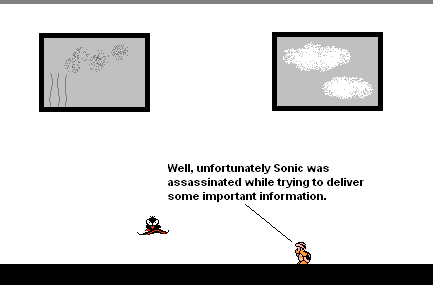 Well, unfortunately Sonic was
assassinated while trying to deliver
some important information.